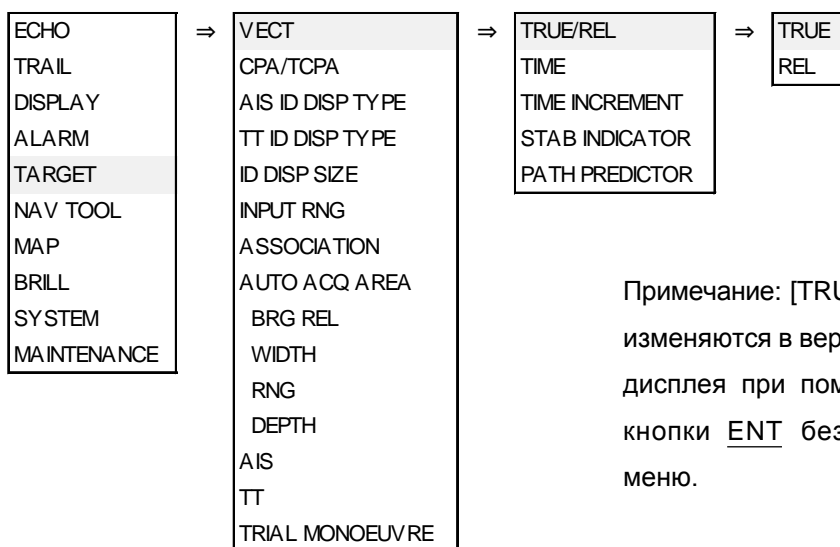 ECHO
TRAIL
DISPLAY
ALARM
TARGET
NAV TOOL
MAP
BRILL
SYSTEM
MAINTENANCE
⇒
VECT
CPA/TCPA
AIS ID DISP TYPE
TT ID DISP TYPE
ID DISP SIZE
INPUT RNG
ASSOCIATION
AUTO ACQ AREA
BRG REL
WIDTH
RNG
DEPTH
AIS
TT
TRIAL MONOEUVRE
⇒
TRUE/REL
TIME
TIME INCREMENT
STAB INDICATOR
PATH PREDICTOR
⇒
TRUE
REL
Примечание: [TRU
изменяются в вер
дисплея при пом
кнопки ENT без
меню.